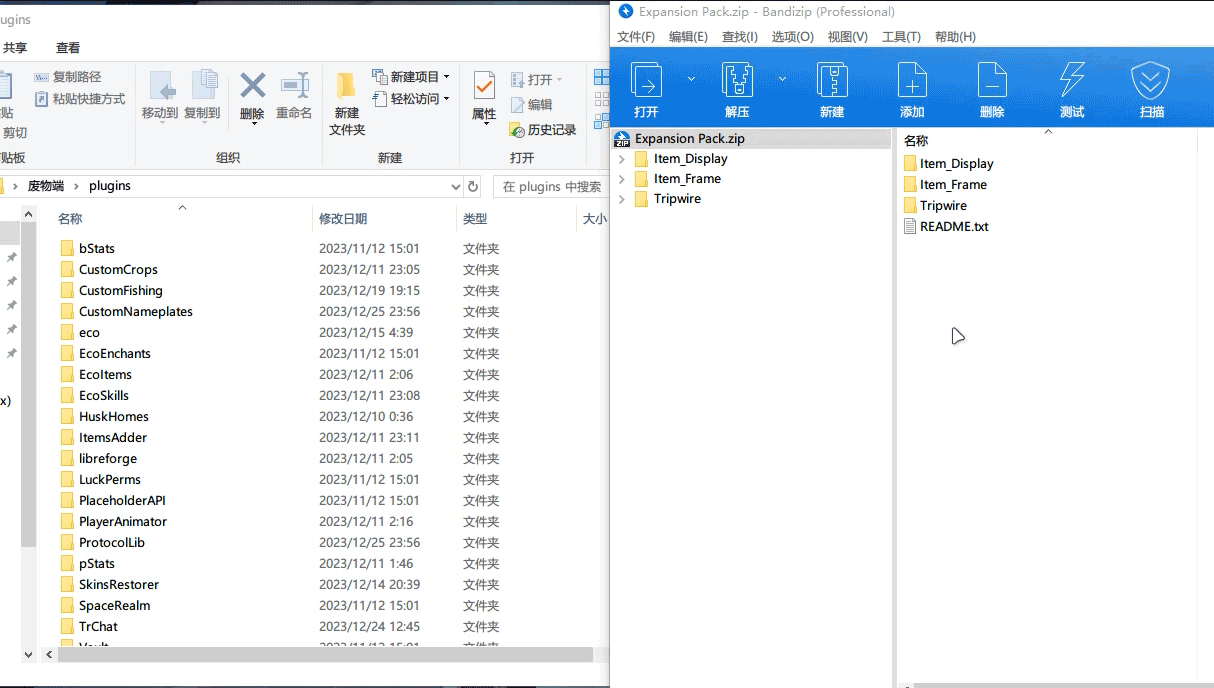 ugins
共享 查看
复制路径
粘贴快捷方式
贴
剪切
贴板
移动到 复制到 删除 重命名
组织
新建
文件夹
新建项目
轻松访问
新建
属性
打开
编辑
历史记录
打开
废物端 plugins
在 plugins 中搜索
名称 修改日期 类型 大小
x)
bStats 2023/11/12 15:01 文件夹
CustomCrops 2023/12/11 23:05 文件夹
CustomFishing 2023/12/19 19:15 文件夹
CustomNameplates 2023/12/25 23:56 文件夹
eco 2023/12/15 4:39 文件夹
EcoEnchants 2023/11/12 15:01 文件夹
EcoItems 2023/12/11 2:06 文件夹
EcoSkills 2023/12/11 23:08 文件夹
HuskHomes 2023/12/10 0:36 文件夹
ItemsAdder 2023/12/11 23:11 文件夹
libreforge 2023/12/11 2:05 文件夹
LuckPerms 2023/11/12 15:01 文件夹
PlaceholderAPI 2023/11/12 15:01 文件夹
PlayerAnimator 2023/12/11 2:16 文件夹
ProtocolLib 2023/12/25 23:56 文件夹
pStats 2023/12/11 1:46 文件夹
SkinsRestorer 2023/12/14 20:39 文件夹
SpaceRealm 2023/11/12 15:01 文件夹
TrChat 2023/12/24 12:45 文件夹
Expansion Pack.zip - Bandizip (Professional)
文件(F) 编辑(E) 查找(I) 选项(O) 视图(V) 工具(T) 帮助(H)
打开 解压 新建 添加 删除 测试 扫描
ZIP Expansion Pack.zip
Item_Display
Item_Frame
Tripwire
名称
Item_Display
Item_Frame
Tripwire
README.txt